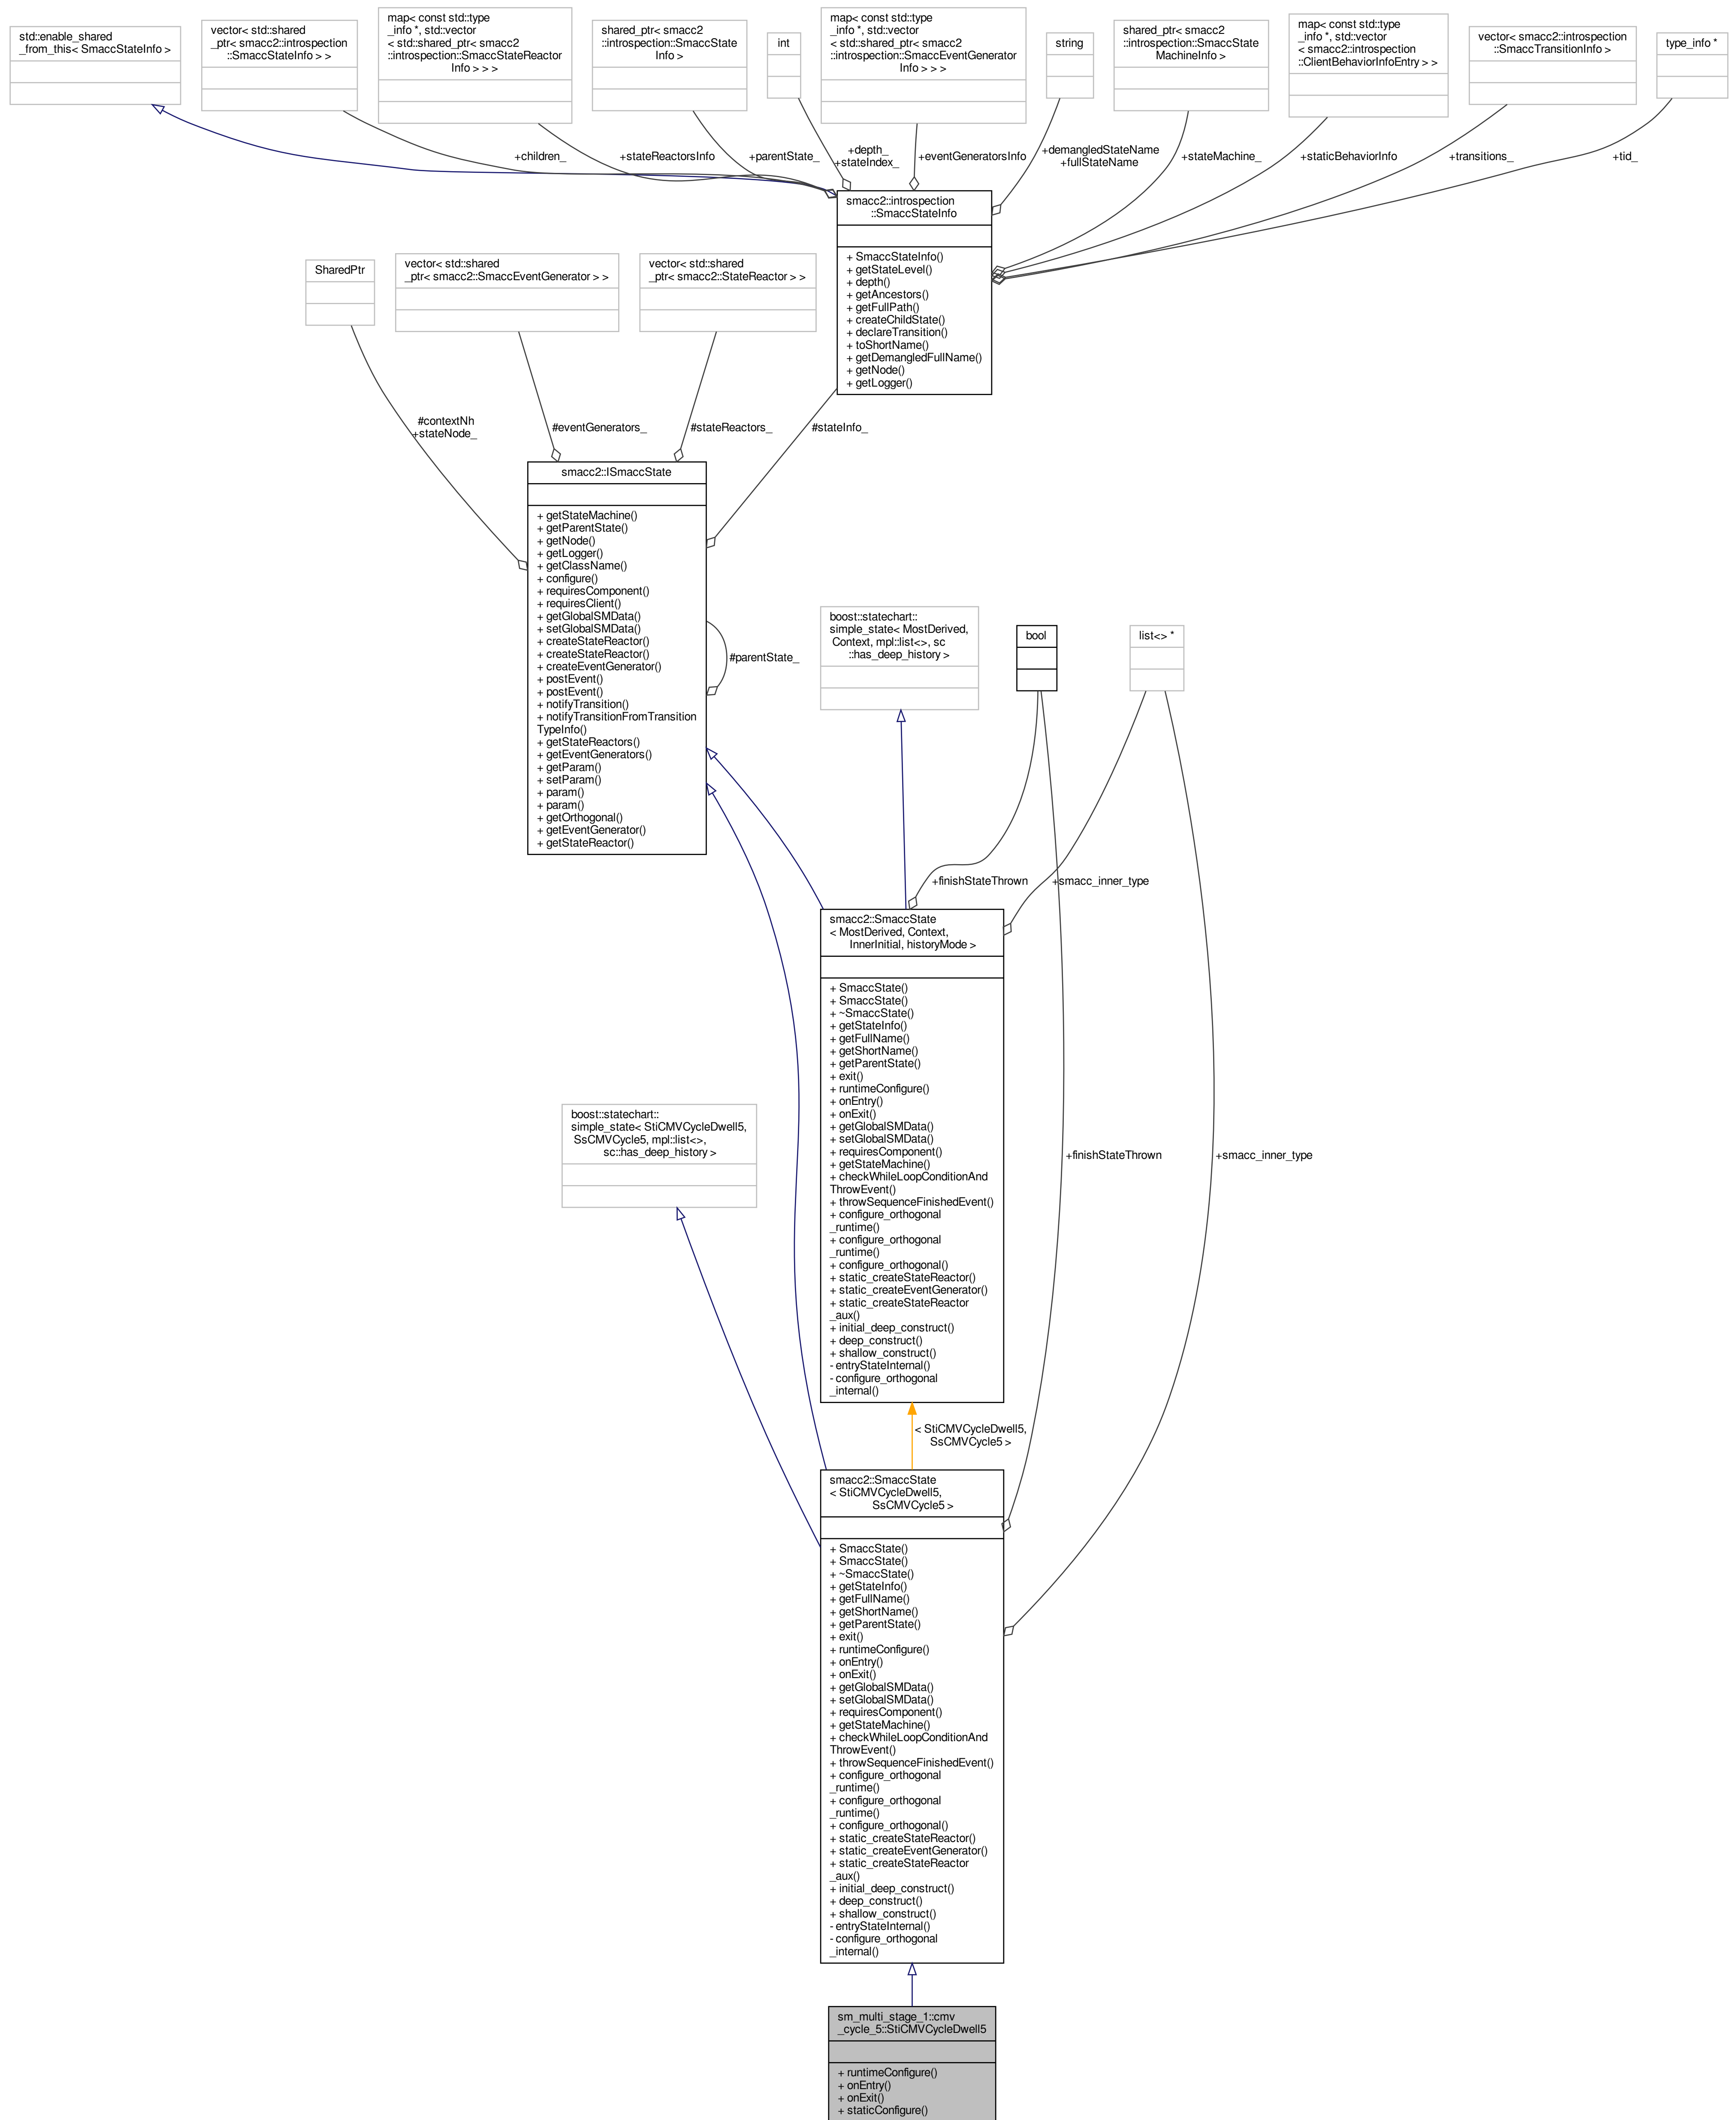 std::enable_shared
_from_this< SmaccStateInfo >
vector< std::shared
_ptr< smacc2::introspection
::SmaccStateInfo > >
map< const std::type
_info *, std::vector
< std::shared_ptr< smacc2
::introspection::SmaccStateReactor
Info > > >
shared_ptr< smacc2
::introspection::SmaccState
Info >
int
map< const std::type
_info *, std::vector
< std::shared_ptr< smacc2
::introspection::SmaccEventGenerator
Info > > >
string
shared_ptr< smacc2
::introspection::SmaccState
MachineInfo >
map< const std::type
_info *, std::vector
< smacc2::introspection
::ClientBehaviorInfoEntry > >
vector< smacc2::introspection
::SmaccTransitionInfo >
type_info *
+children_
+stateReactorsInfo
+parentState_
+depth_
+stateIndex_
+eventGeneratorsInfo
+demangledStateName
+fullStateName
+stateMachine_
+staticBehaviorInfo
+transitions_
+tid_
smacc2::introspection
::SmaccStateInfo
+ SmaccStateInfo()
+ getStateLevel()
+ depth()
+ getAncestors()
+ getFullPath()
+ createChildState()
+ declareTransition()
+ toShortName()
+ getDemangledFullName()
+ getNode()
+ getLogger()
SharedPtr
vector< std::shared
_ptr< smacc2::SmaccEventGenerator > >
vector< std::shared
_ptr< smacc2::StateReactor > >
#contextNh
+stateNode_
#eventGenerators_
#stateReactors_
#stateInfo_
smacc2::ISmaccState
+ getStateMachine()
+ getParentState()
+ getNode()
+ getLogger()
+ getClassName()
+ configure()
+ requiresComponent()
+ requiresClient()
+ getGlobalSMData()
+ setGlobalSMData()
+ createStateReactor()
+ createStateReactor()
+ createEventGenerator()
+ postEvent()
+ postEvent()
+ notifyTransition()
+ notifyTransitionFromTransition
TypeInfo()
+ getStateReactors()
+ getEventGenerators()
+ getParam()
+ setParam()
+ param()
+ param()
+ getOrthogonal()
+ getEventGenerator()
+ getStateReactor()
#parentState_
boost::statechart::
simple_state< MostDerived,
Context, mpl::list<>, sc
::has_deep_history >
bool
list<> *
+finishStateThrown
+smacc_inner_type
smacc2::SmaccState
< MostDerived, Context,
InnerInitial, historyMode >
+ SmaccState()
+ SmaccState()
+ ~SmaccState()
+ getStateInfo()
+ getFullName()
+ getShortName()
+ getParentState()
+ exit()
+ runtimeConfigure()
+ onEntry()
+ onExit()
+ getGlobalSMData()
+ setGlobalSMData()
+ requiresComponent()
+ getStateMachine()
+ checkWhileLoopConditionAnd
ThrowEvent()
+ throwSequenceFinishedEvent()
+ configure_orthogonal
_runtime()
+ configure_orthogonal
_runtime()
+ configure_orthogonal()
+ static_createStateReactor()
+ static_createEventGenerator()
+ static_createStateReactor
_aux()
+ initial_deep_construct()
+ deep_construct()
+ shallow_construct()
- entryStateInternal()
- configure_orthogonal
_internal()
boost::statechart::
simple_state< StiCMVCycleDwell5,
SsCMVCycle5, mpl::list<>,
sc::has_deep_history >
+finishStateThrown
+smacc_inner_type
< StiCMVCycleDwell5,
SsCMVCycle5 >
smacc2::SmaccState
< StiCMVCycleDwell5,
SsCMVCycle5 >
+ SmaccState()
+ SmaccState()
+ ~SmaccState()
+ getStateInfo()
+ getFullName()
+ getShortName()
+ getParentState()
+ exit()
+ runtimeConfigure()
+ onEntry()
+ onExit()
+ getGlobalSMData()
+ setGlobalSMData()
+ requiresComponent()
+ getStateMachine()
+ checkWhileLoopConditionAnd
ThrowEvent()
+ throwSequenceFinishedEvent()
+ configure_orthogonal
_runtime()
+ configure_orthogonal
_runtime()
+ configure_orthogonal()
+ static_createStateReactor()
+ static_createEventGenerator()
+ static_createStateReactor
_aux()
+ initial_deep_construct()
+ deep_construct()
+ shallow_construct()
- entryStateInternal()
- configure_orthogonal
_internal()
sm_multi_stage_1::cmv
_cycle_5::StiCMVCycleDwell5
+ runtimeConfigure()
+ onEntry()
+ onExit()
+ staticConfigure()